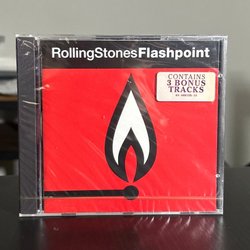 RollingStonesFlashpoint
CONTAINS
3 BONUS
TRACKS